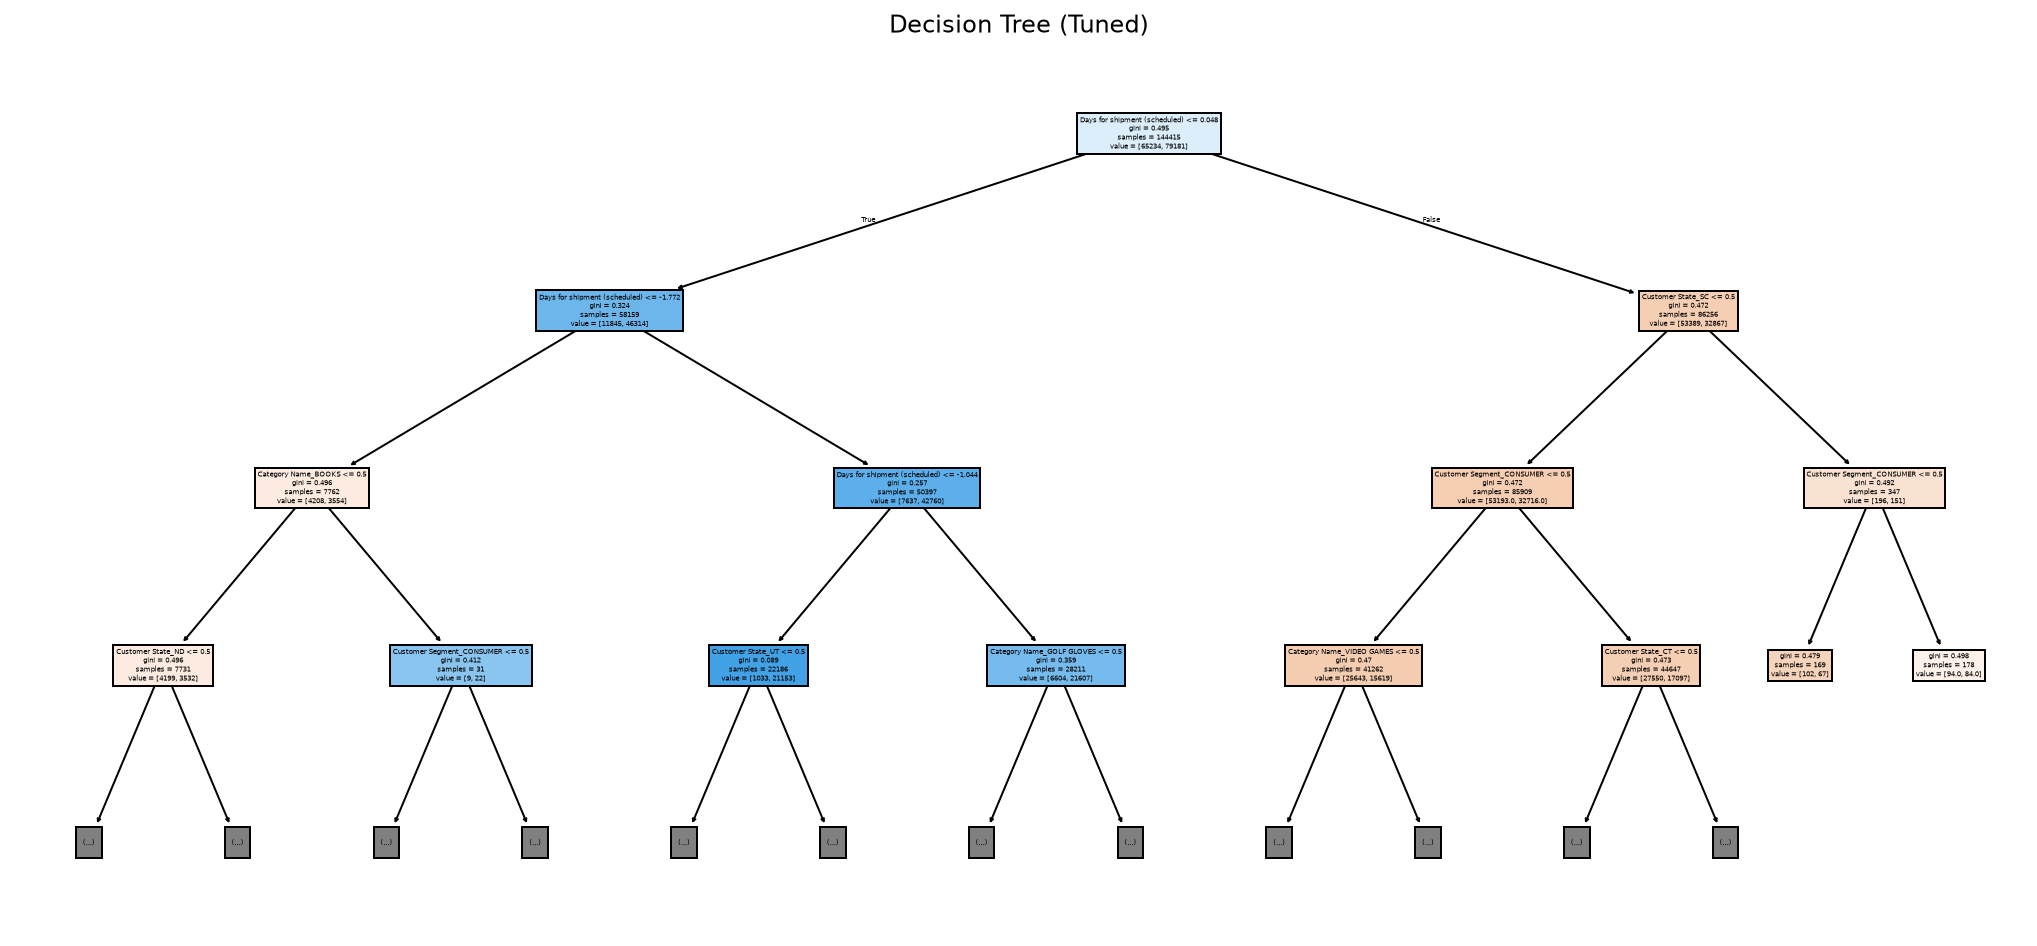 Decision Tree (Tuned)
Days for shipment (scheduled) <= 0.048
gini = 0.495
samples = 144415
value = [65234, 79181]
True
False
Days for shipment (scheduled) <= -1.772
gini = 0.324
samples = 58159
value = [11845, 46314]
Customer State_SC <= 0.5
gini = 0.472
samples = 86256
value = [53389, 32867]
Category Name_BOOKS <= 0.5
gini = 0.496
samples = 7762
value = [4208, 3554]
Days for shipment (scheduled) <= -1.044
gini = 0.257
samples = 50397
value = [7637, 42760]
Customer Segment_CONSUMER <= 0.5
gini = 0.472
samples = 85909
value = [53193.0, 32716.0]
Customer Segment_CONSUMER <= 0.5
gini = 0.492
samples = 347
value = [196, 151]
Customer State_ND <= 0.5
gini = 0.496
samples = 7731
value = [4199, 3532]
Customer Segment_CONSUMER <= 0.5
gini = 0.412
samples = 31
value = [9, 22]
Customer State_UT <= 0.5
gini = 0.089
samples = 22186
value = [1033, 21153]
Category Name_GOLF GLOVES <= 0.5
gini = 0.359
samples = 28211
value = [6604, 21607]
Category Name_VIDEO GAMES <= 0.5
gini = 0.47
samples = 41262
value = [25643, 15619]
Customer State_CT <= 0.5
gini = 0.473
samples = 44647
value = [27550, 17097]
gini = 0.479
samples = 169
value = [102, 67]
gini = 0.498
samples = 178
value = [94.0, 84.0]
(...)
(...)
(...)
(...)
(...)
(...)
(...)
(...)
(...)
(...)
(...)
(...)